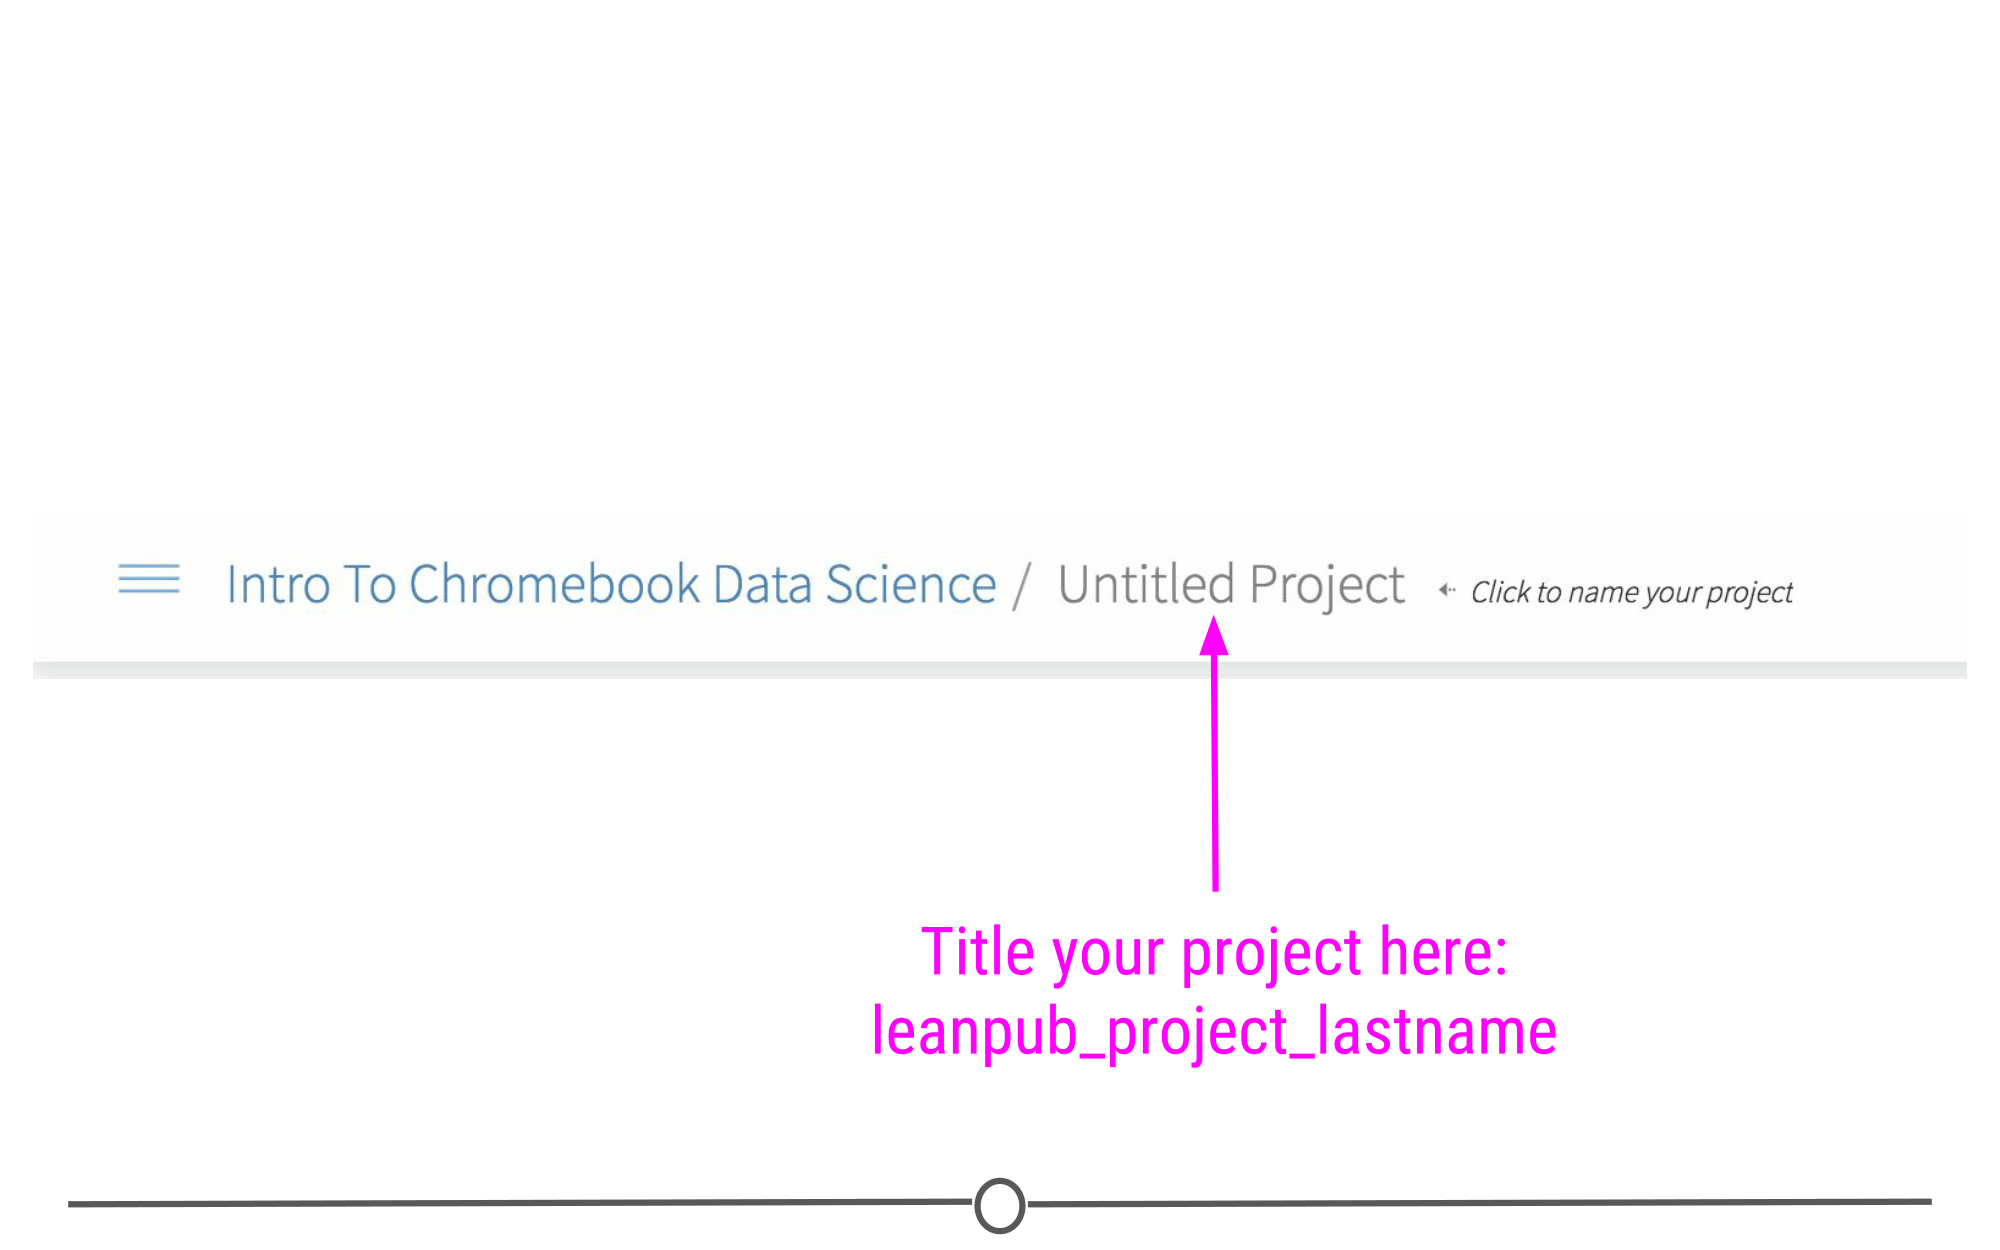 Intro To Chromebook Data Science / Untitled Project Click to name your project
Title your project here:
leanpub_project_lastname